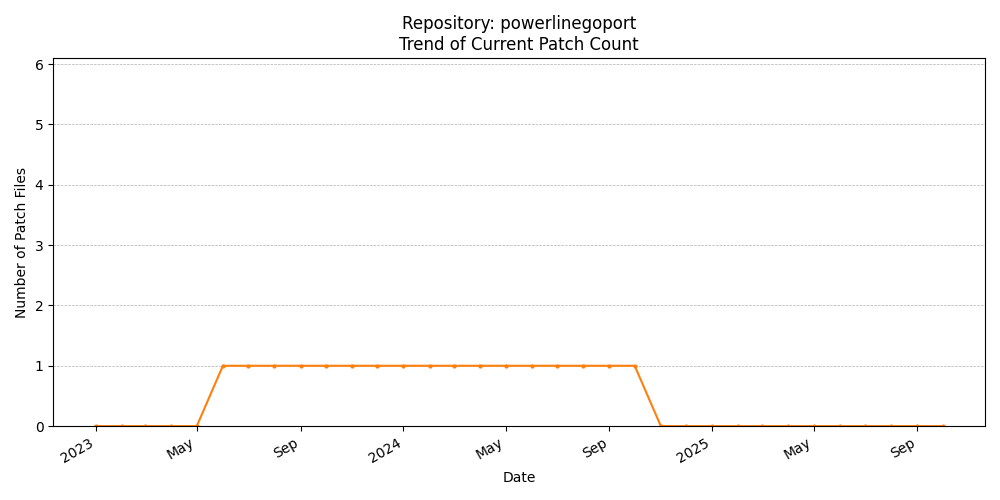 Repository: powerlinegoport
Trend of Current Patch Count
6
5
4
3
2
1
0
Number of Patch Files
2023
May
Sep
2024
May
Sep
2025
May
Sep
Date